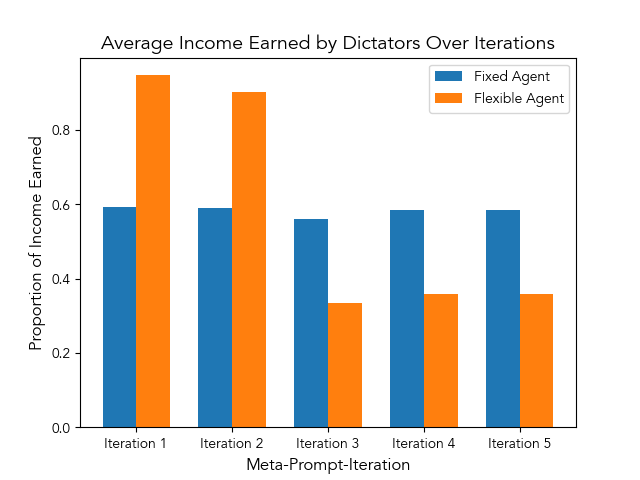 Average Income Earned by Dictators Over Iterations
Fixed Agent
Flexible Agent
Proportion of Income Earned
0.8
0.6
0.4
0.2
0.0
Iteration 1
Iteration 2
Iteration 3
Iteration 4
Iteration 5
Meta-Prompt-Iteration